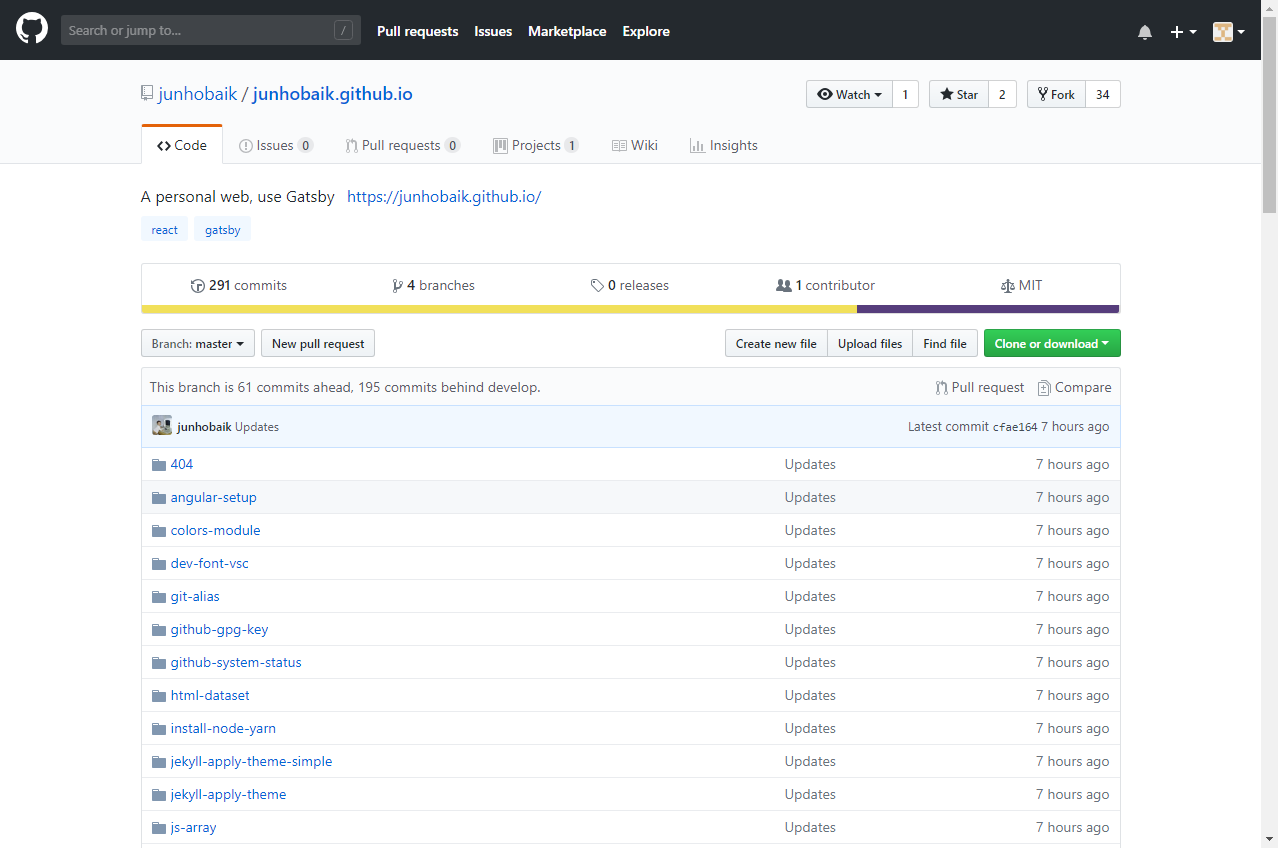 Search or jump to... /
Pull requests Issues Marketplace Explore
junhobaik / junhobaik.github.io
Watch 1 Star 2 Fork 34
Code Issues 0 Pull requests 0 Projects 1 Wiki Insights
A personal web, use Gatsby https://junhobaik.github.io/
react gatsby
291 commits 4 branches 0 releases 1 contributor MIT
Branch: master New pull request Create new file Upload files Find file Clone or download
This branch is 61 commits ahead, 195 commits behind develop. Pull request Compare
junhobaik Updates Latest commit cfae164 7 hours ago
404 Updates 7 hours ago
angular-setup Updates 7 hours ago
colors-module Updates 7 hours ago
dev-font-vsc Updates 7 hours ago
git-alias Updates 7 hours ago
github-gpg-key Updates 7 hours ago
github-system-status Updates 7 hours ago
html-dataset Updates 7 hours ago
install-node-yarn Updates 7 hours ago
jekyll-apply-theme-simple Updates 7 hours ago
jekyll-apply-theme Updates 7 hours ago
js-array Updates 7 hours ago